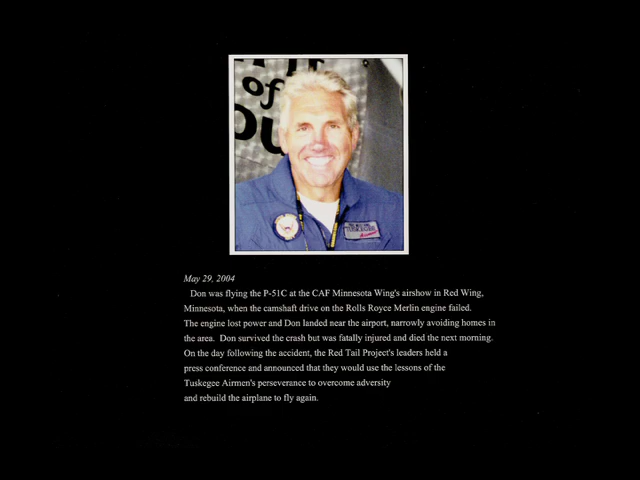 of
May 29, 2004
Don was flying the P-51C at the CAF Minnesota Wing's airshow in Red Wing,
Minnesota, when the camshaft drive on the Rolls Royce Merlin engine failed.
The engine lost power and Don landed near the airport, narrowly avoiding homes in
the area. Don survived the crash but was fatally injured and died the next morning.
On the day following the accident, the Red Tail Project's leaders held a
press conference and announced that they would use the lessons of the
Tuskegee Airmen's perseverance to overcome adversity
and rebuild the airplane to fly again.